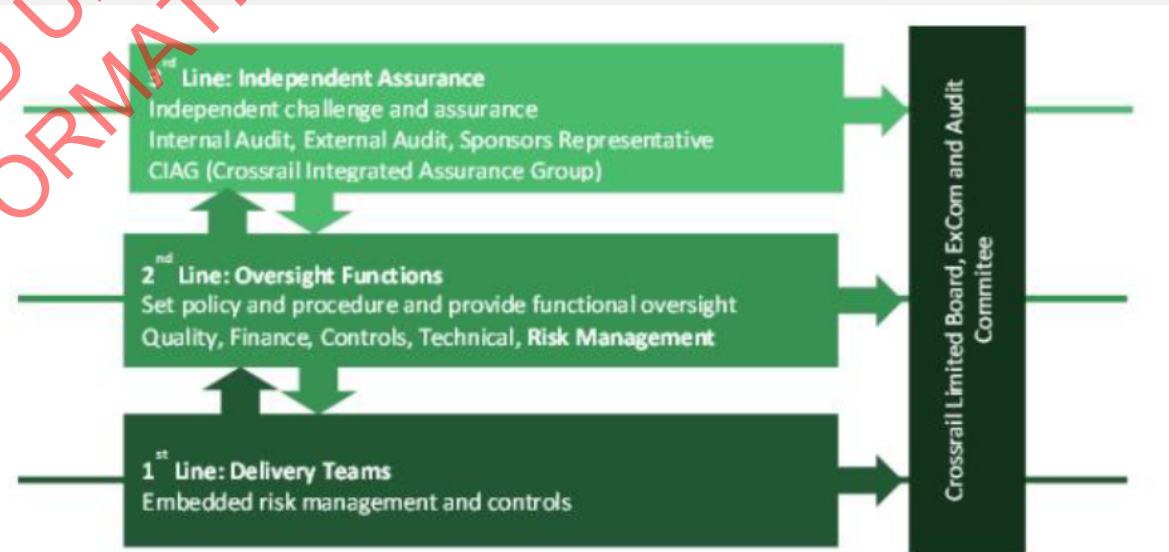 D U
ORMATI
3rd Line: Independent Assurance
Independent challenge and assurance
Internal Audit, External Audit, Sponsors Representative
CIAG (Crossrail Integrated Assurance Group)
2nd Line: Oversight Functions
Set policy and procedure and provide functional oversight
Quality, Finance, Controls, Technical, Risk Management
1st Line: Delivery Teams
Embedded risk management and controls
Crossrail Limited Board, ExCom and Audit
Commitee